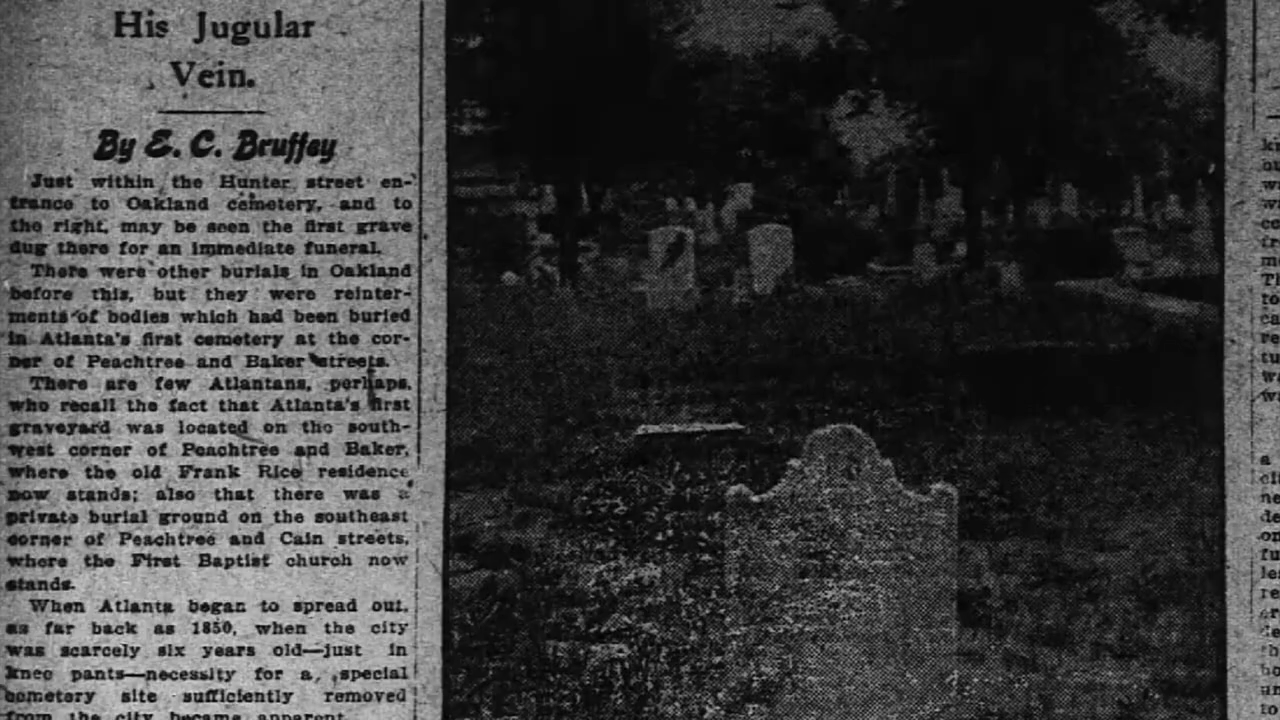 His Jugular
Vein.
By E. C. Bruffey
Just within the Hunter street en-
trance to Oakland cemetery, and to
the right, may be seen the first grave
dug there for an immediate funeral.
There were other burials in Oakland
before this, but they were reinter-
ments of bodies which had been buried
in Atlanta's first cemetery at the cor-
ner of Peachtree and Baker streets.
There are few Atlantans, perhaps,
who recall the fact that Atlanta's first
graveyard was located on the south-
west corner of Peachtree and Baker,
where the old Frank Rice residence
now stands; also that there was a
private burial ground on the southeast
corner of Peachtree and Cain streets,
where the First Baptist church now
stands.
When Atlanta began to spread out,
as far back as 1850, when the city
was scarcely six years old—just in
knee pants—necessity for a special
cemetery site sufficiently removed
from the city became apparent.